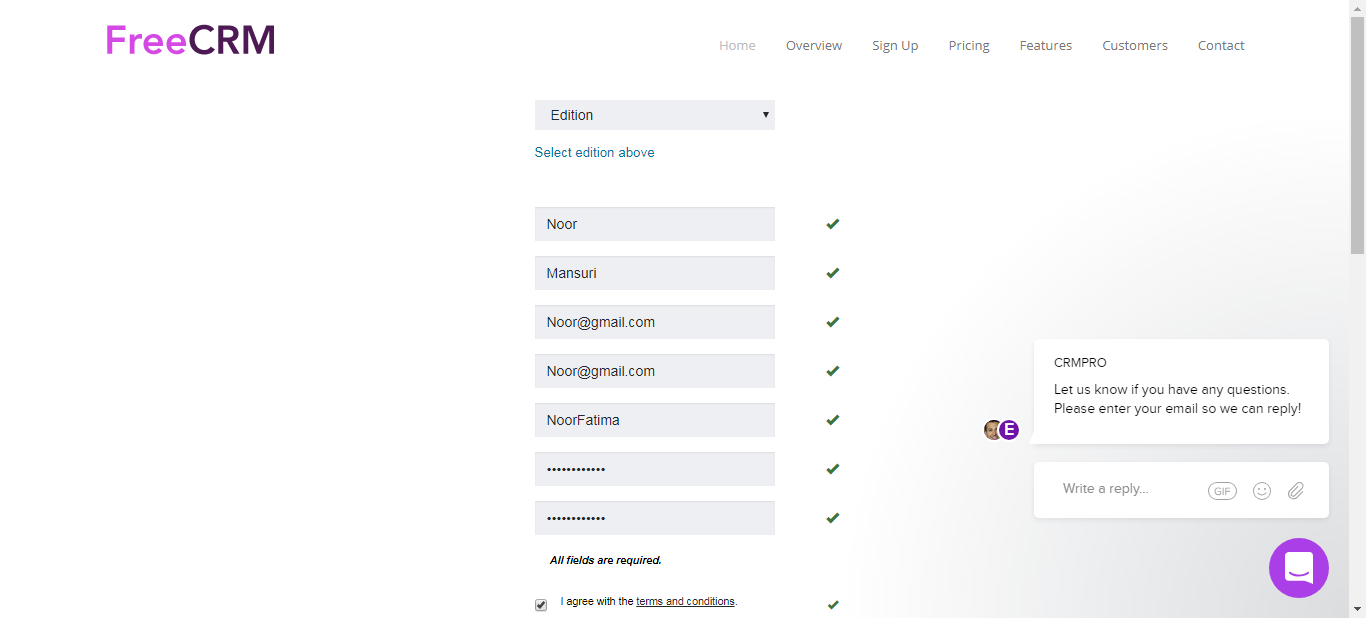 FreeCRM
Home Overview Sign Up Pricing Features Customers Contact
Edition
Select edition above
Noor
Mansuri
Noor@gmail.com
Noor@gmail.com
NoorFatima
••••••••••••
••••••••••••
All fields are required.
I agree with the terms and conditions.
CRMPRO
Let us know if you have any questions.
Please enter your email so we can reply!
E
Write a reply...
GIF